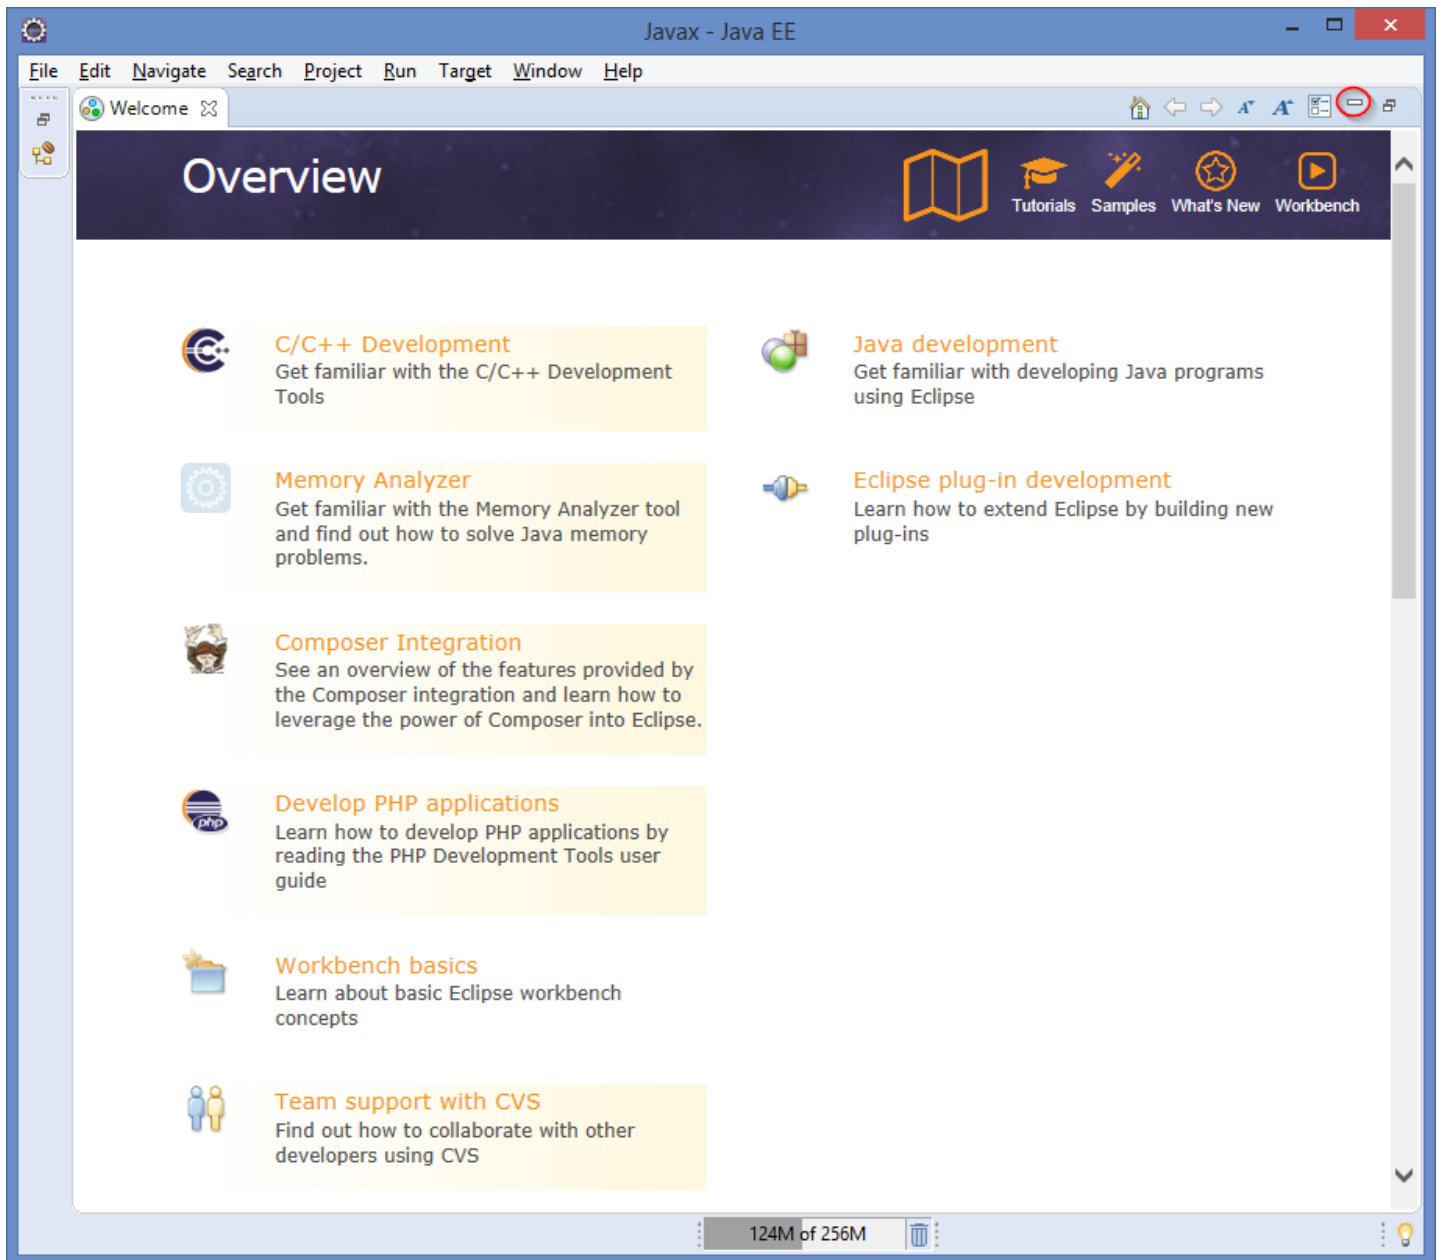 Javax - Java EE
File Edit Navigate Search Project Run Target Window Help
Welcome
Overview
Tutorials Samples What's New Workbench
C/C++ Development
Get familiar with the C/C++ Development
Tools
Java development
Get familiar with developing Java programs
using Eclipse
Memory Analyzer
Get familiar with the Memory Analyzer tool
and find out how to solve Java memory
problems.
Eclipse plug-in development
Learn how to extend Eclipse by building new
plug-ins
Composer Integration
See an overview of the features provided by
the Composer integration and learn how to
leverage the power of Composer into Eclipse.
php
Develop PHP applications
Learn how to develop PHP applications by
reading the PHP Development Tools user
guide
Workbench basics
Learn about basic Eclipse workbench
concepts
Team support with CVS
Find out how to collaborate with other
developers using CVS
124M of 256M